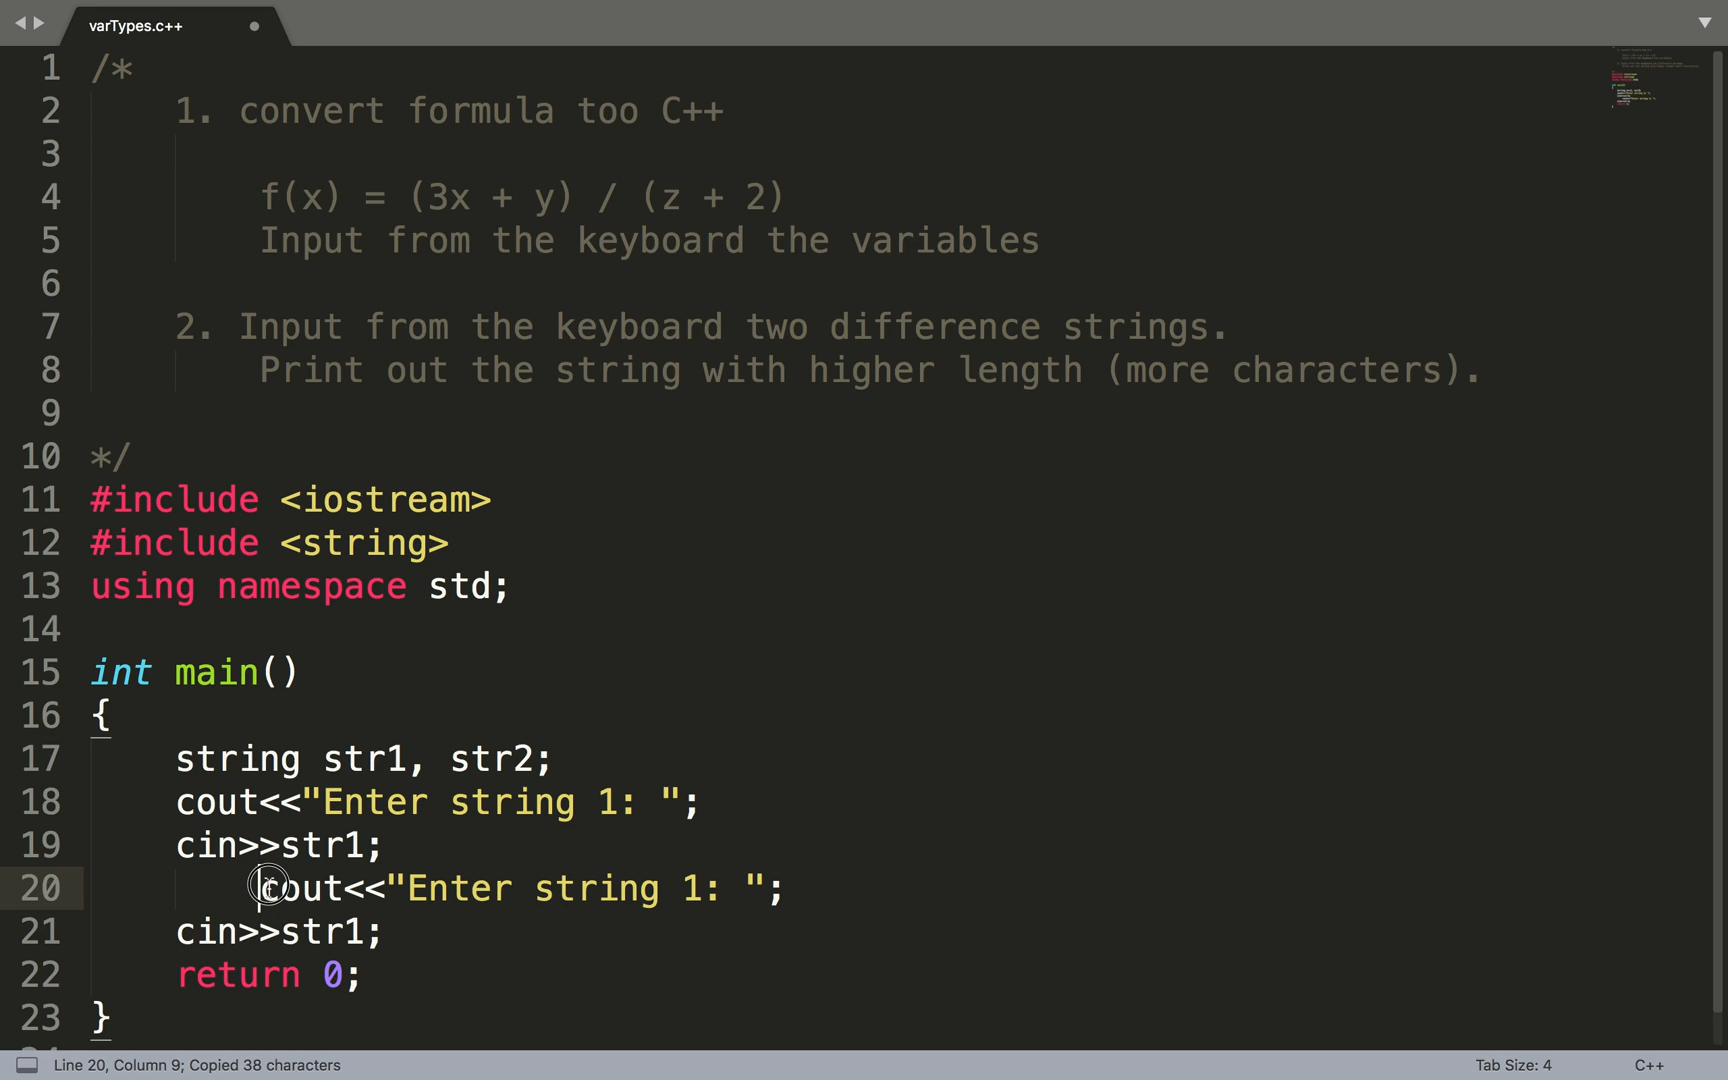 varTypes.c++
1 /*
2 1. convert formula too C++
3
4 f(x) = (3x + y) / (z + 2)
5 Input from the keyboard the variables
6
7 2. Input from the keyboard two difference strings.
8 Print out the string with higher length (more characters).
9
10 */
11 #include <iostream>
12 #include <string>
13 using namespace std;
14
15 int main()
16 {
17 string str1, str2;
18 cout<<"Enter string 1: ";
19 cin>>str1;
20 cout<<"Enter string 1: ";
21 cin>>str1;
22 return 0;
23 }
Line 20, Column 9; Copied 38 characters
Tab Size: 4
C++